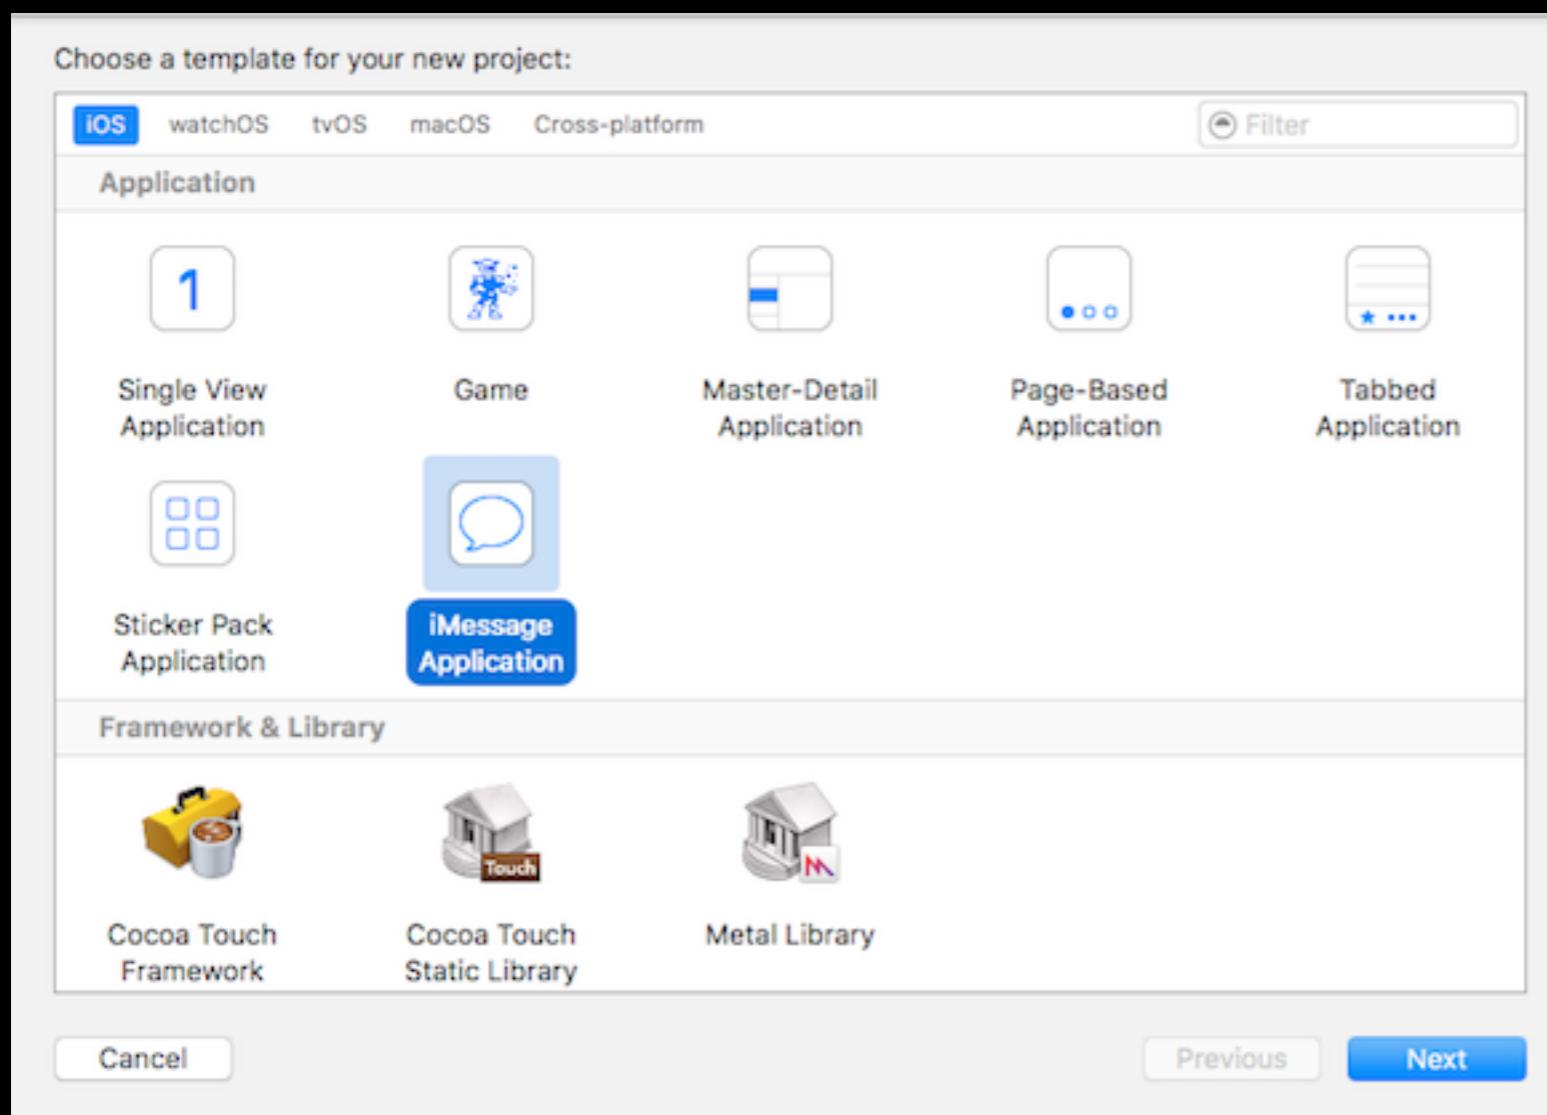 Choose a template for your new project:
iOS watchOS tvOS macOS Cross-platform Filter
Application
1
Single View Game Master-Detail Page-Based Tabbed
Application Application Application Application
Sticker Pack iMessage
Application Application
Framework & Library
Touch
Cocoa Touch Cocoa Touch Metal Library
Framework Static Library
Cancel Previous Next